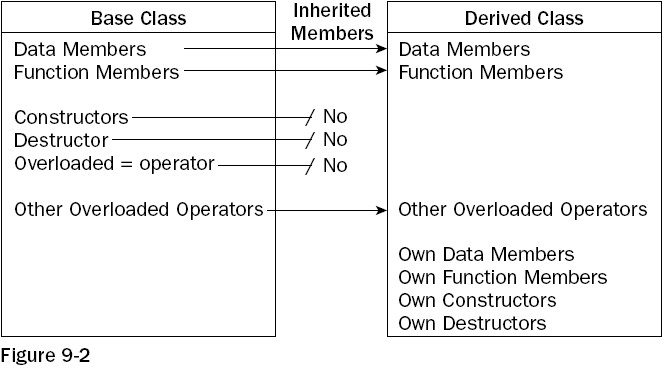 Base Class
Inherited
Members
Derived Class
Data Members
Data Members
Function Members
Function Members
Constructors
No
Destructor
No
Overloaded = operator
No
Other Overloaded Operators
Other Overloaded Operators
Own Data Members
Own Function Members
Own Constructors
Own Destructors
Figure 9-2